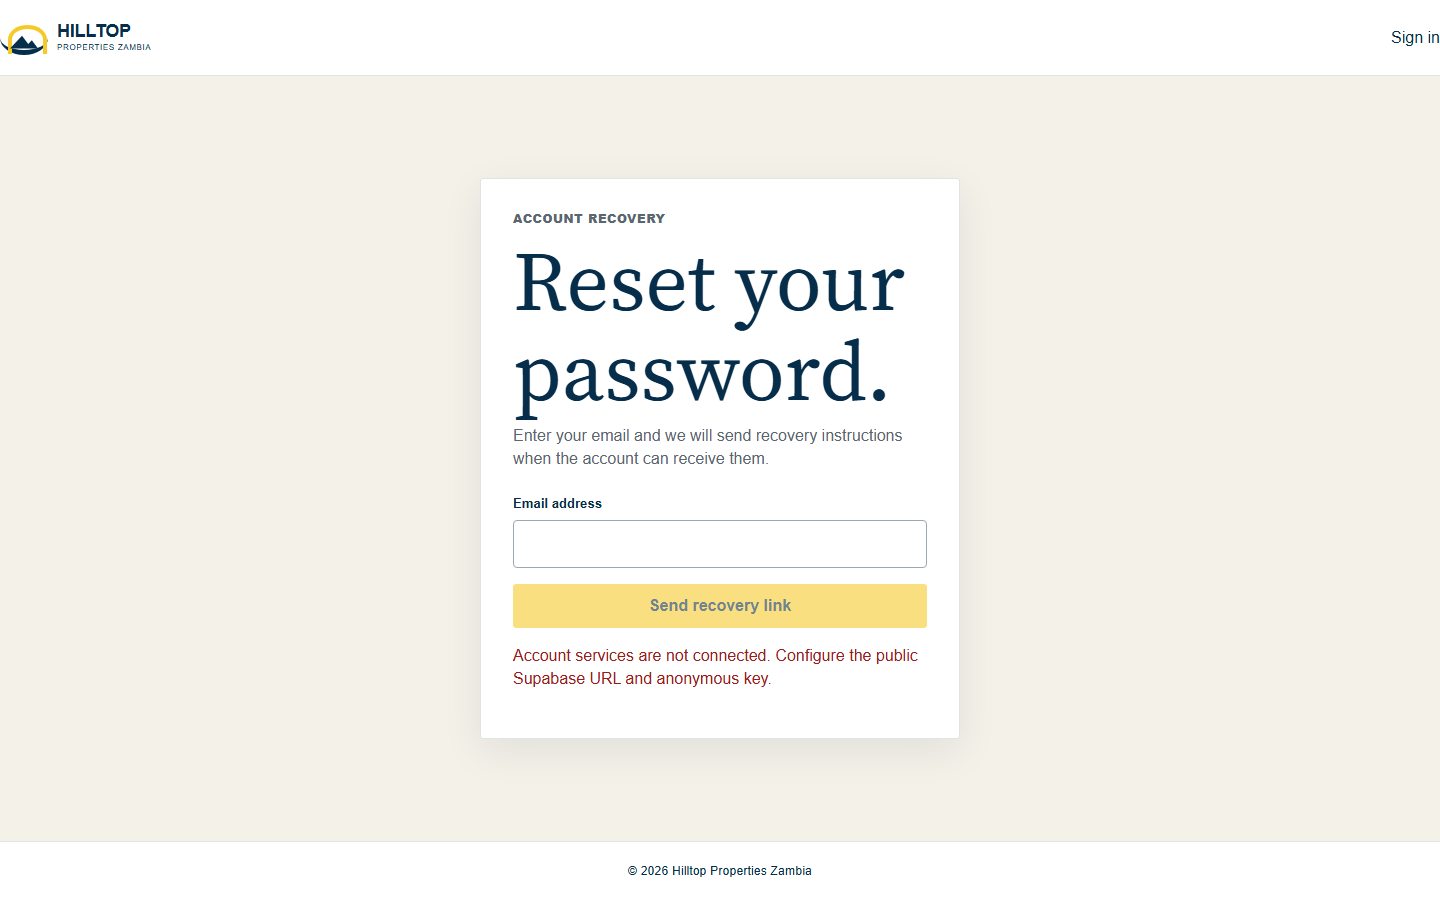 HILLTOP
PROPERTIES ZAMBIA
Sign in
ACCOUNT RECOVERY
Reset your
password.
Enter your email and we will send recovery instructions
when the account can receive them.
Email address
Send recovery link
Account services are not connected. Configure the public
Supabase URL and anonymous key.
© 2026 Hilltop Properties Zambia